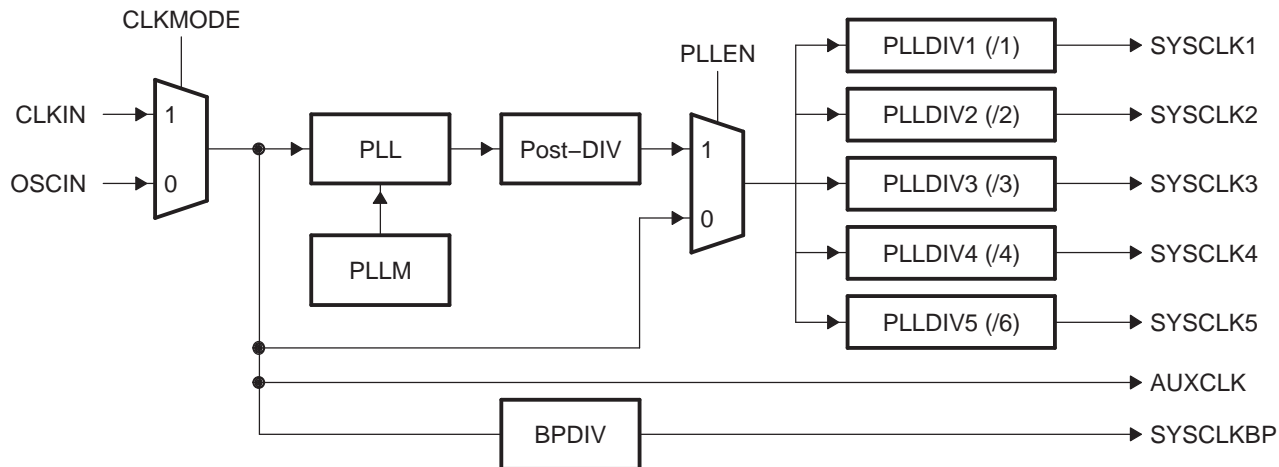 CLKMODE
PLLEN
CLKIN
1
OSCIN
0
PLL
PLLM
Post−DIV
1
0
PLLDIV1 (/1)
SYSCLK1
PLLDIV2 (/2)
SYSCLK2
PLLDIV3 (/3)
SYSCLK3
PLLDIV4 (/4)
SYSCLK4
PLLDIV5 (/6)
SYSCLK5
AUXCLK
BPDIV
SYSCLKBP